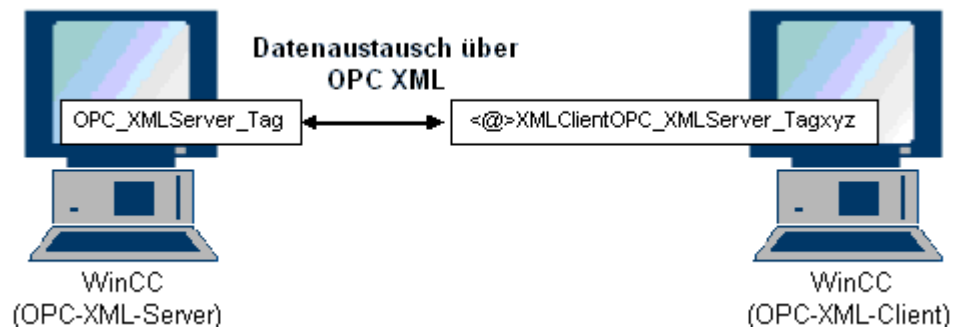 Datenaustausch über
OPC XML
OPC_XMLServer_Tag
<@>XMLClientOPC_XMLServer_Tagxyz
WinCC
(OPC-XML-Server)
WinCC
(OPC-XML-Client)